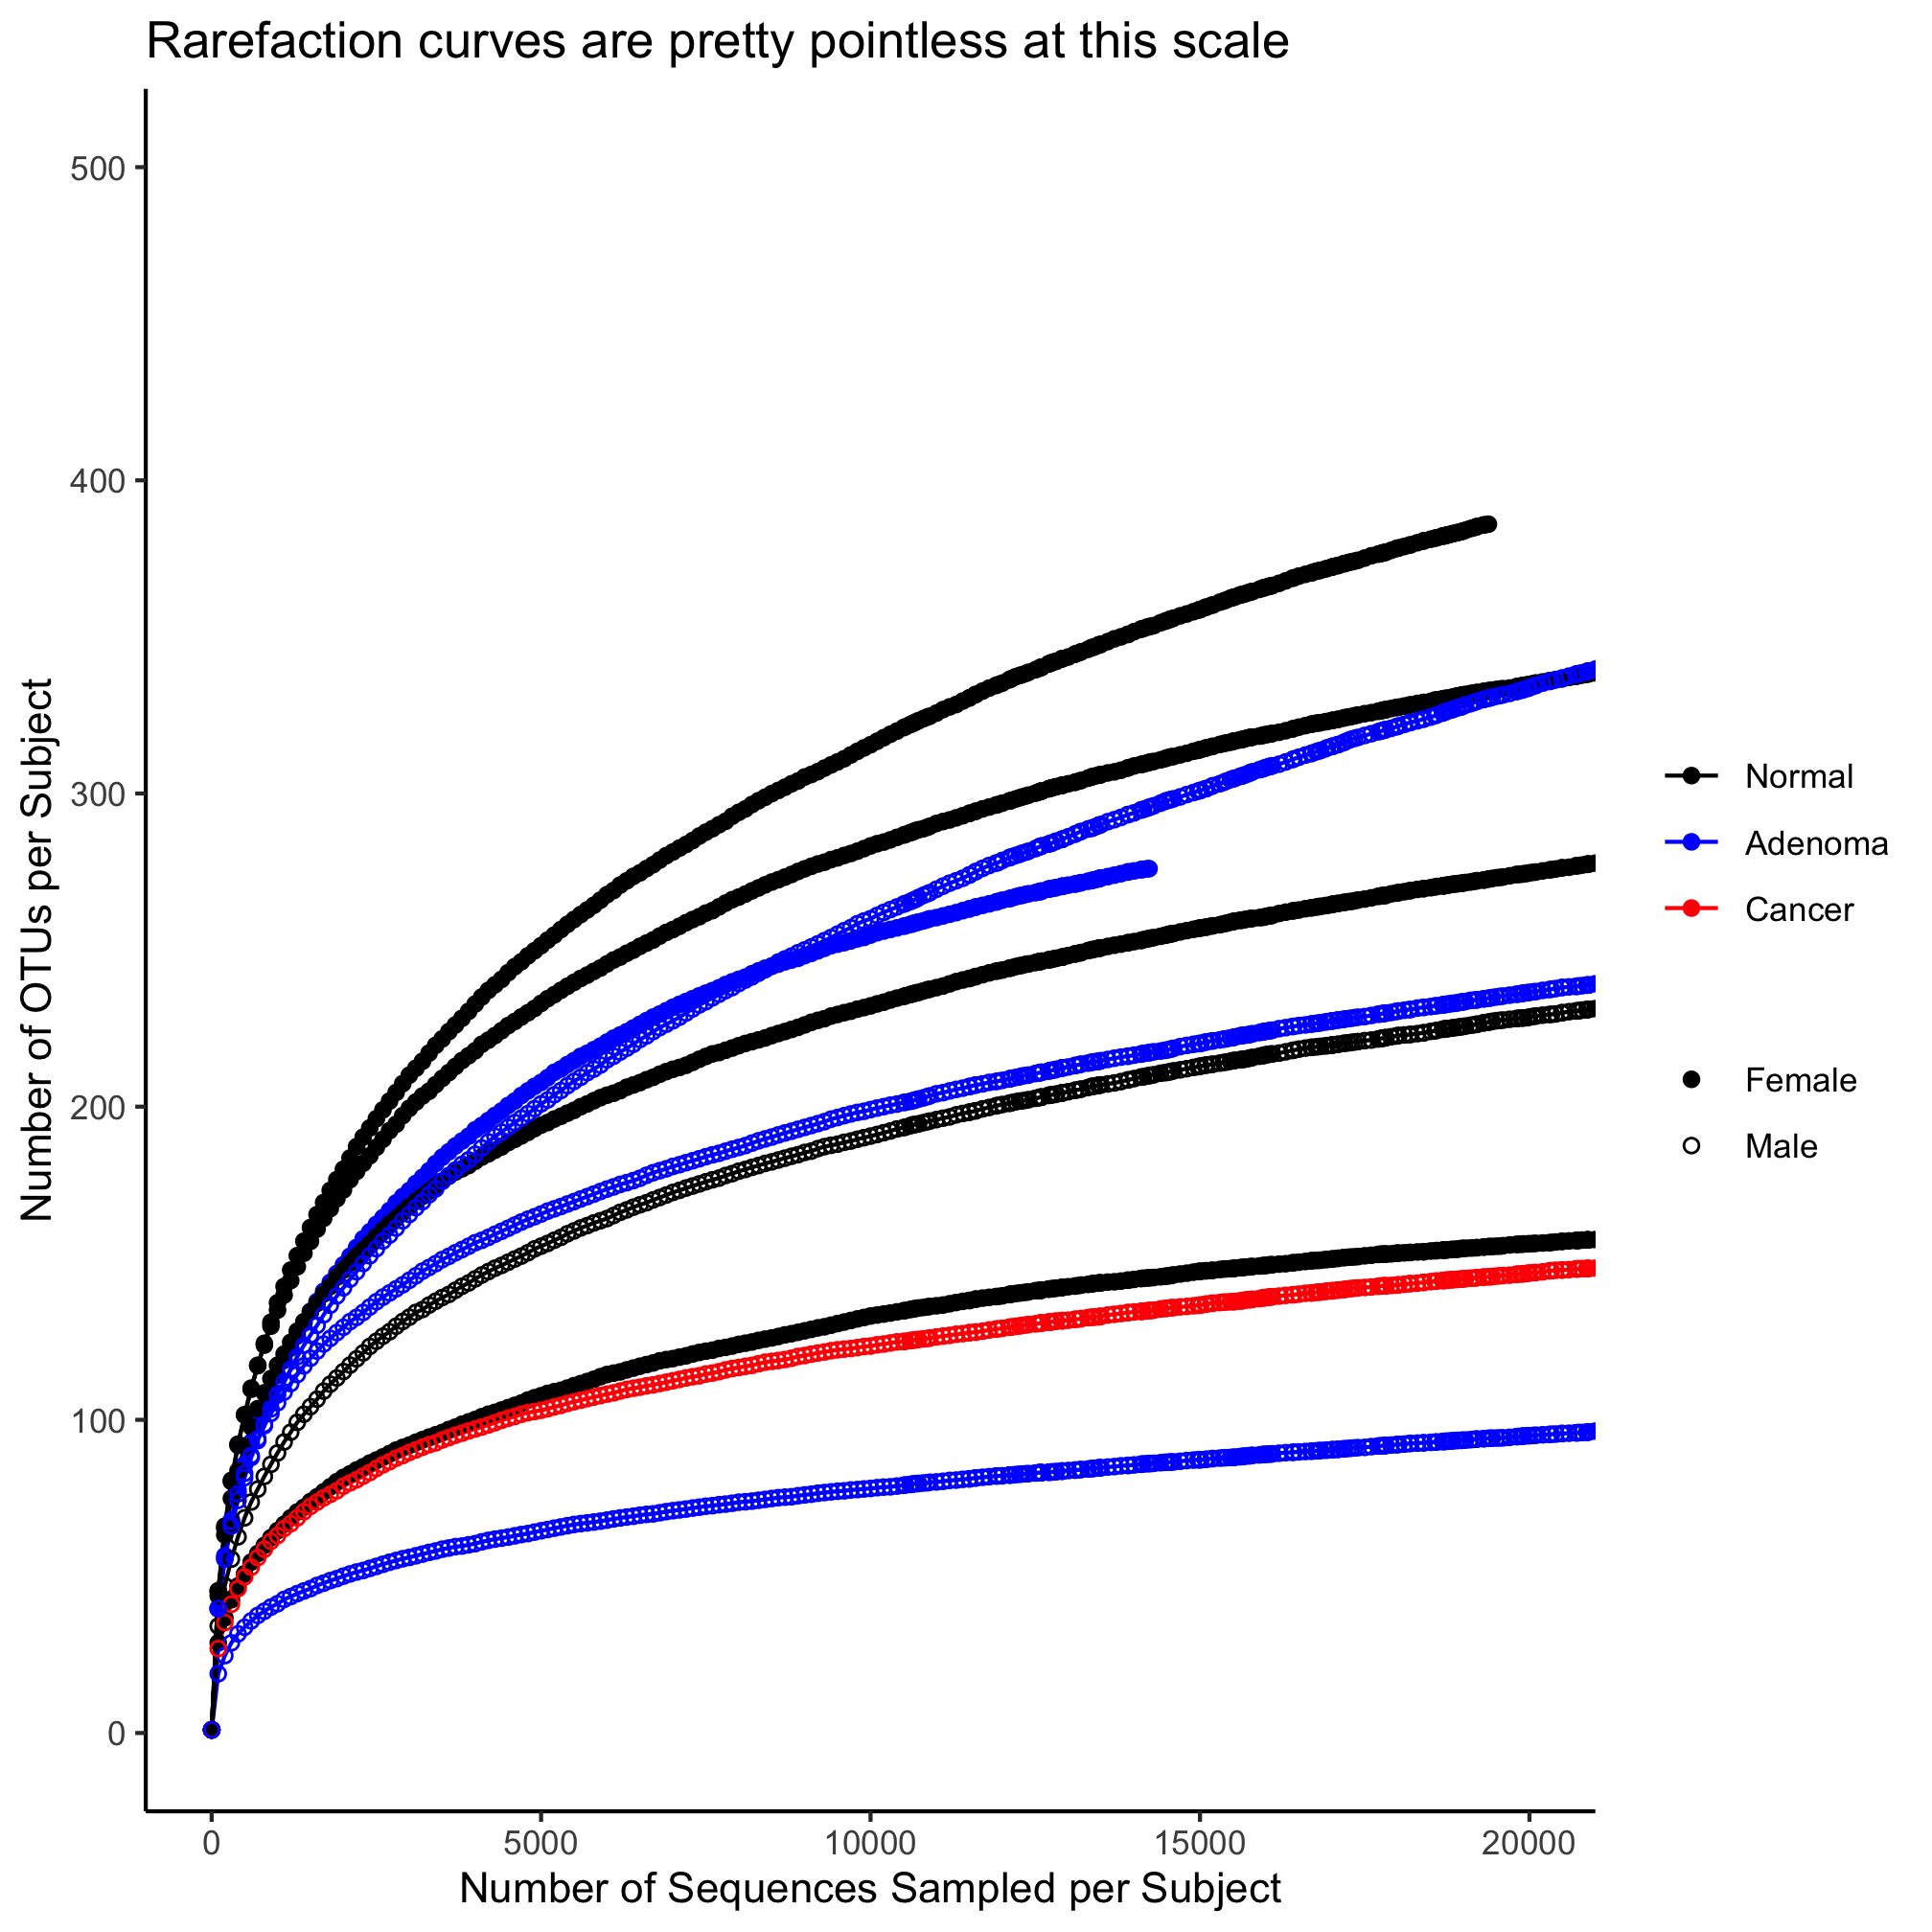 Rarefaction curves are pretty pointless at this scale
Number of OTUs per Subject
500
400
300
200
100
0
0 5000 10000 15000 20000
Number of Sequences Sampled per Subject
Normal
Adenoma
Cancer
Female
Male